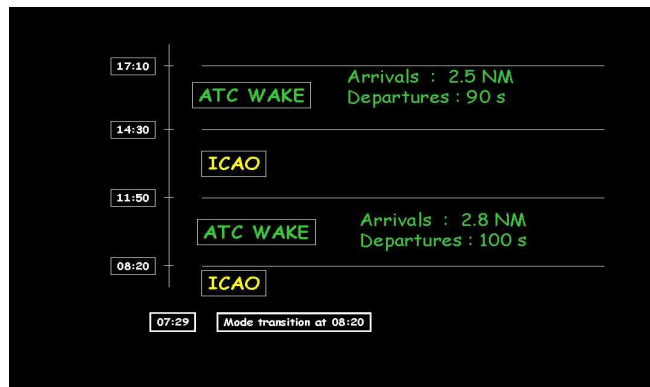 17:10
Arrivals : 2.5 NM
ATC WAKE
Departures : 90 s
14:30
ICAO
11:50
Arrivals : 2.8 NM
ATC WAKE
Departures : 100 s
08:20
ICAO
07:29 Mode transition at 08:20